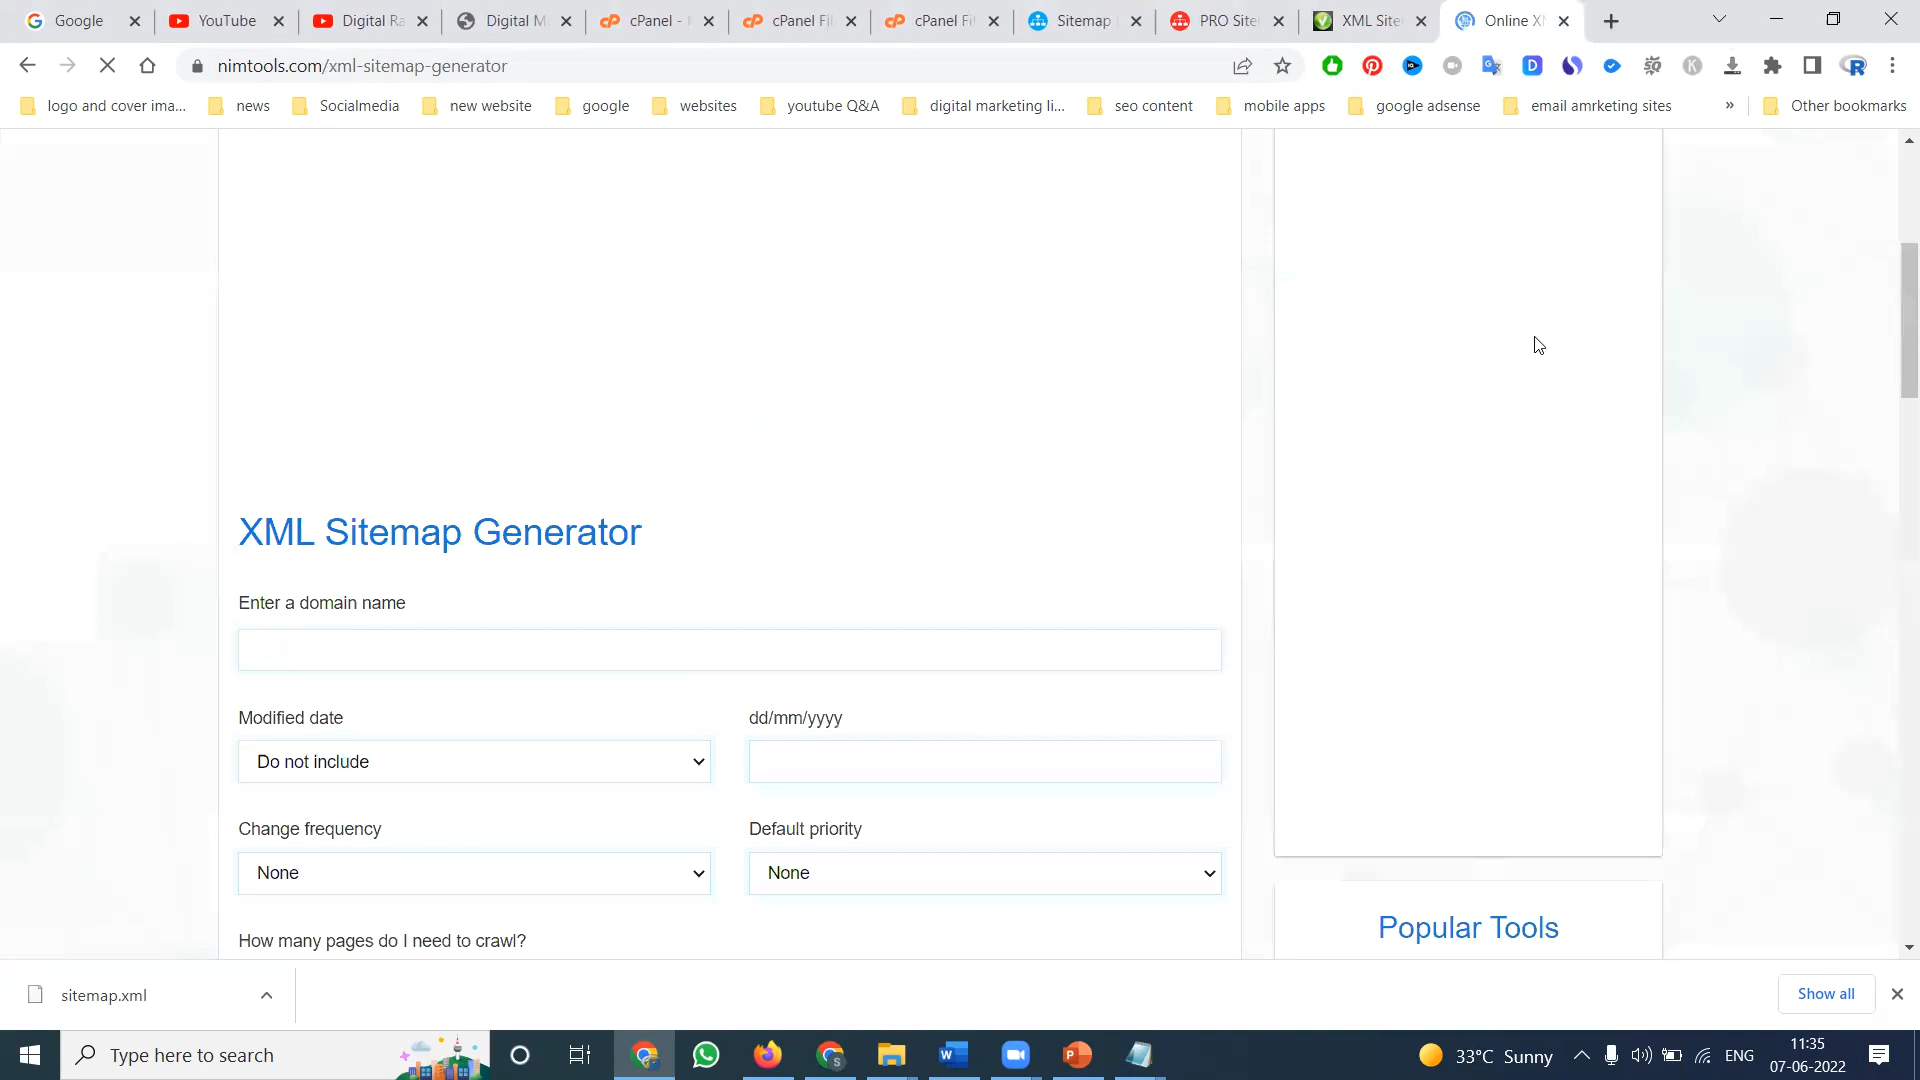 Google YouTube Digital Ra Digital M cPanel - cPanel Fil cPanel Fi Sitemap PRO Site XML Site Online XM
nimtools.com/xml-sitemap-generator
logo and cover ima... news Socialmedia new website google websites youtube Q&A digital marketing li... seo content mobile apps google adsense email amrketing sites » Other bookmarks
XML Sitemap Generator
Enter a domain name
Modified date dd/mm/yyyy
Do not include
Change frequency Default priority
None None
How many pages do I need to crawl?
Popular Tools
sitemap.xml Show all
Type here to search 33°C Sunny ENG 11:35
07-06-2022